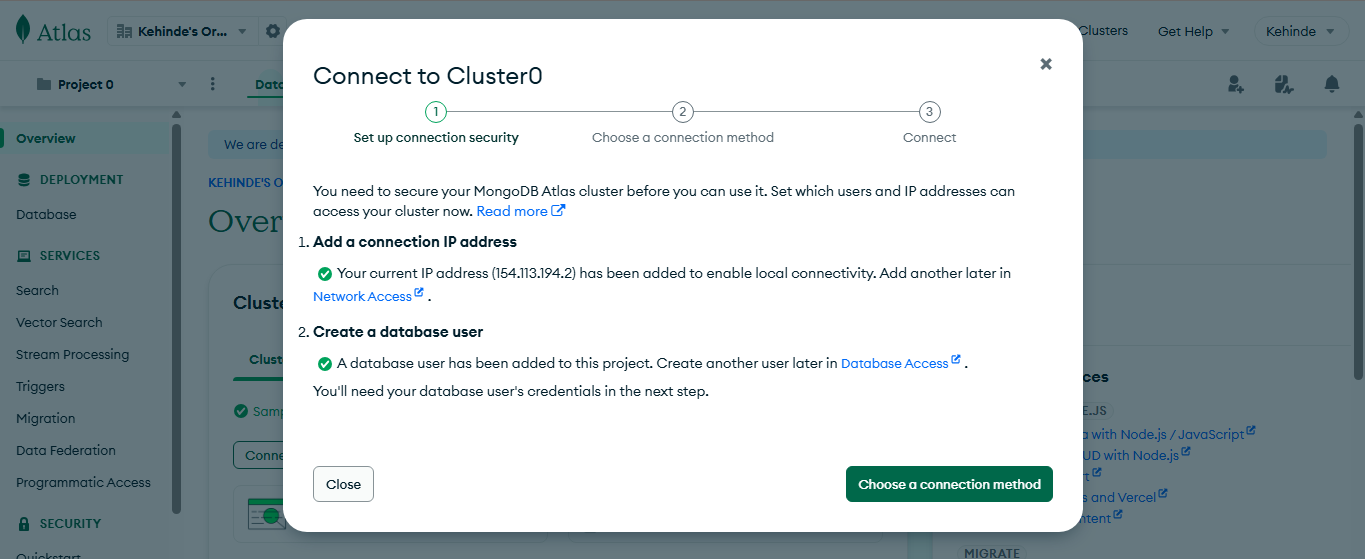 Atlas
Kehinde's Or...
Clusters
Get Help
Kehinde
Project 0
Data
Overview
We are de
DEPLOYMENT
Database
SERVICES
Search
Vector Search
Stream Processing
Triggers
Migration
Data Federation
Programmatic Access
SECURITY
Quickstart
KEHINDE'S O
Over
Cluste
Clust
Samp
Conne
Connect to Cluster0
1
2
3
Set up connection security
Choose a connection method
Connect
You need to secure your MongoDB Atlas cluster before you can use it. Set which users and IP addresses can
access your cluster now. Read more
1. Add a connection IP address
Your current IP address (154.113.194.2) has been added to enable local connectivity. Add another later in
Network Access .
2. Create a database user
A database user has been added to this project. Create another user later in Database Access .
You'll need your database user's credentials in the next step.
Close
Choose a connection method
ces
E.JS
a with Node.js / JavaScript
UD with Node.js
rt
s and Vercel
ntent
MIGRATE